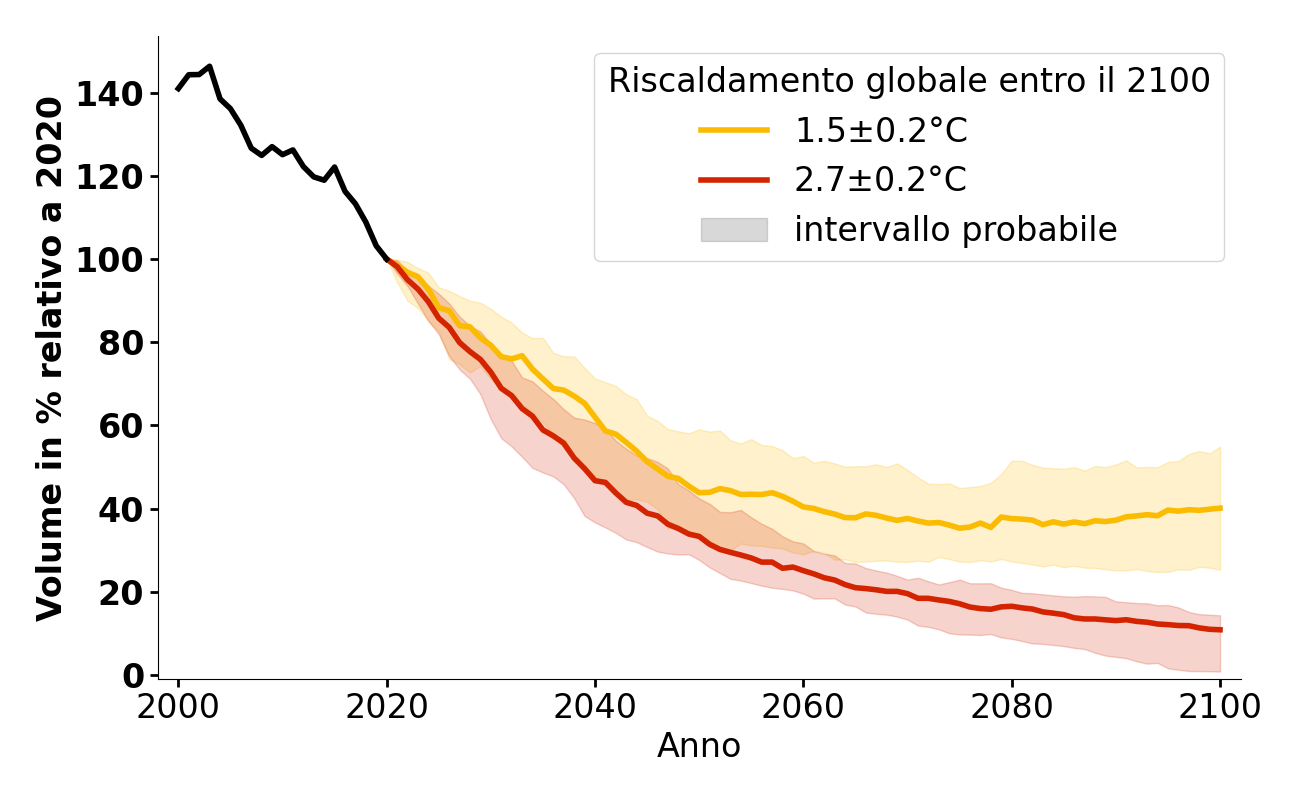 Riscaldamento globale entro il 2100
1.5±0.2°C
2.7±0.2°C
intervallo probabile
Volume in % relativo a 2020
140
120
100
80
60
40
20
0
2000 2020 2040 2060 2080 2100
Anno